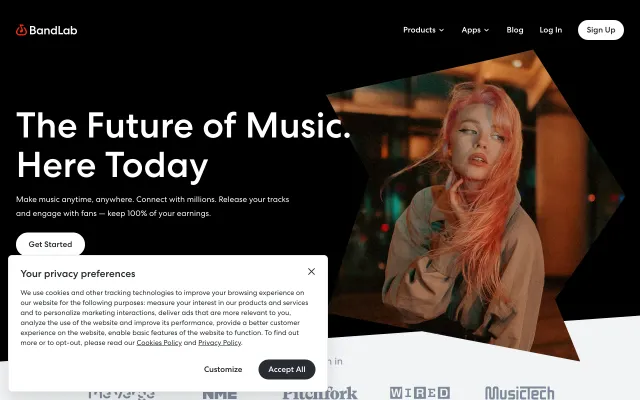 BandLab
Products
Apps
Blog
Log In
Sign Up
The Future of Music.
Here Today
Make music anytime, anywhere. Connect with millions. Release your tracks
and engage with fans — keep 100% of your earnings.
Get Started
Your privacy preferences
We use cookies and other tracking technologies to improve your browsing experience on
our website for the following purposes: measure your interest in our products and services
and to personalize marketing interactions, deliver ads that are more relevant to you,
analyze the use of the website and improve its performance, provide a better customer
experience on the website, enable basic features of the website to function. To find out
more or to opt-out, please read our Cookies Policy and Privacy Policy.
Customize
Accept All
in
NME
Pitchfork
WIRED
MusicTech